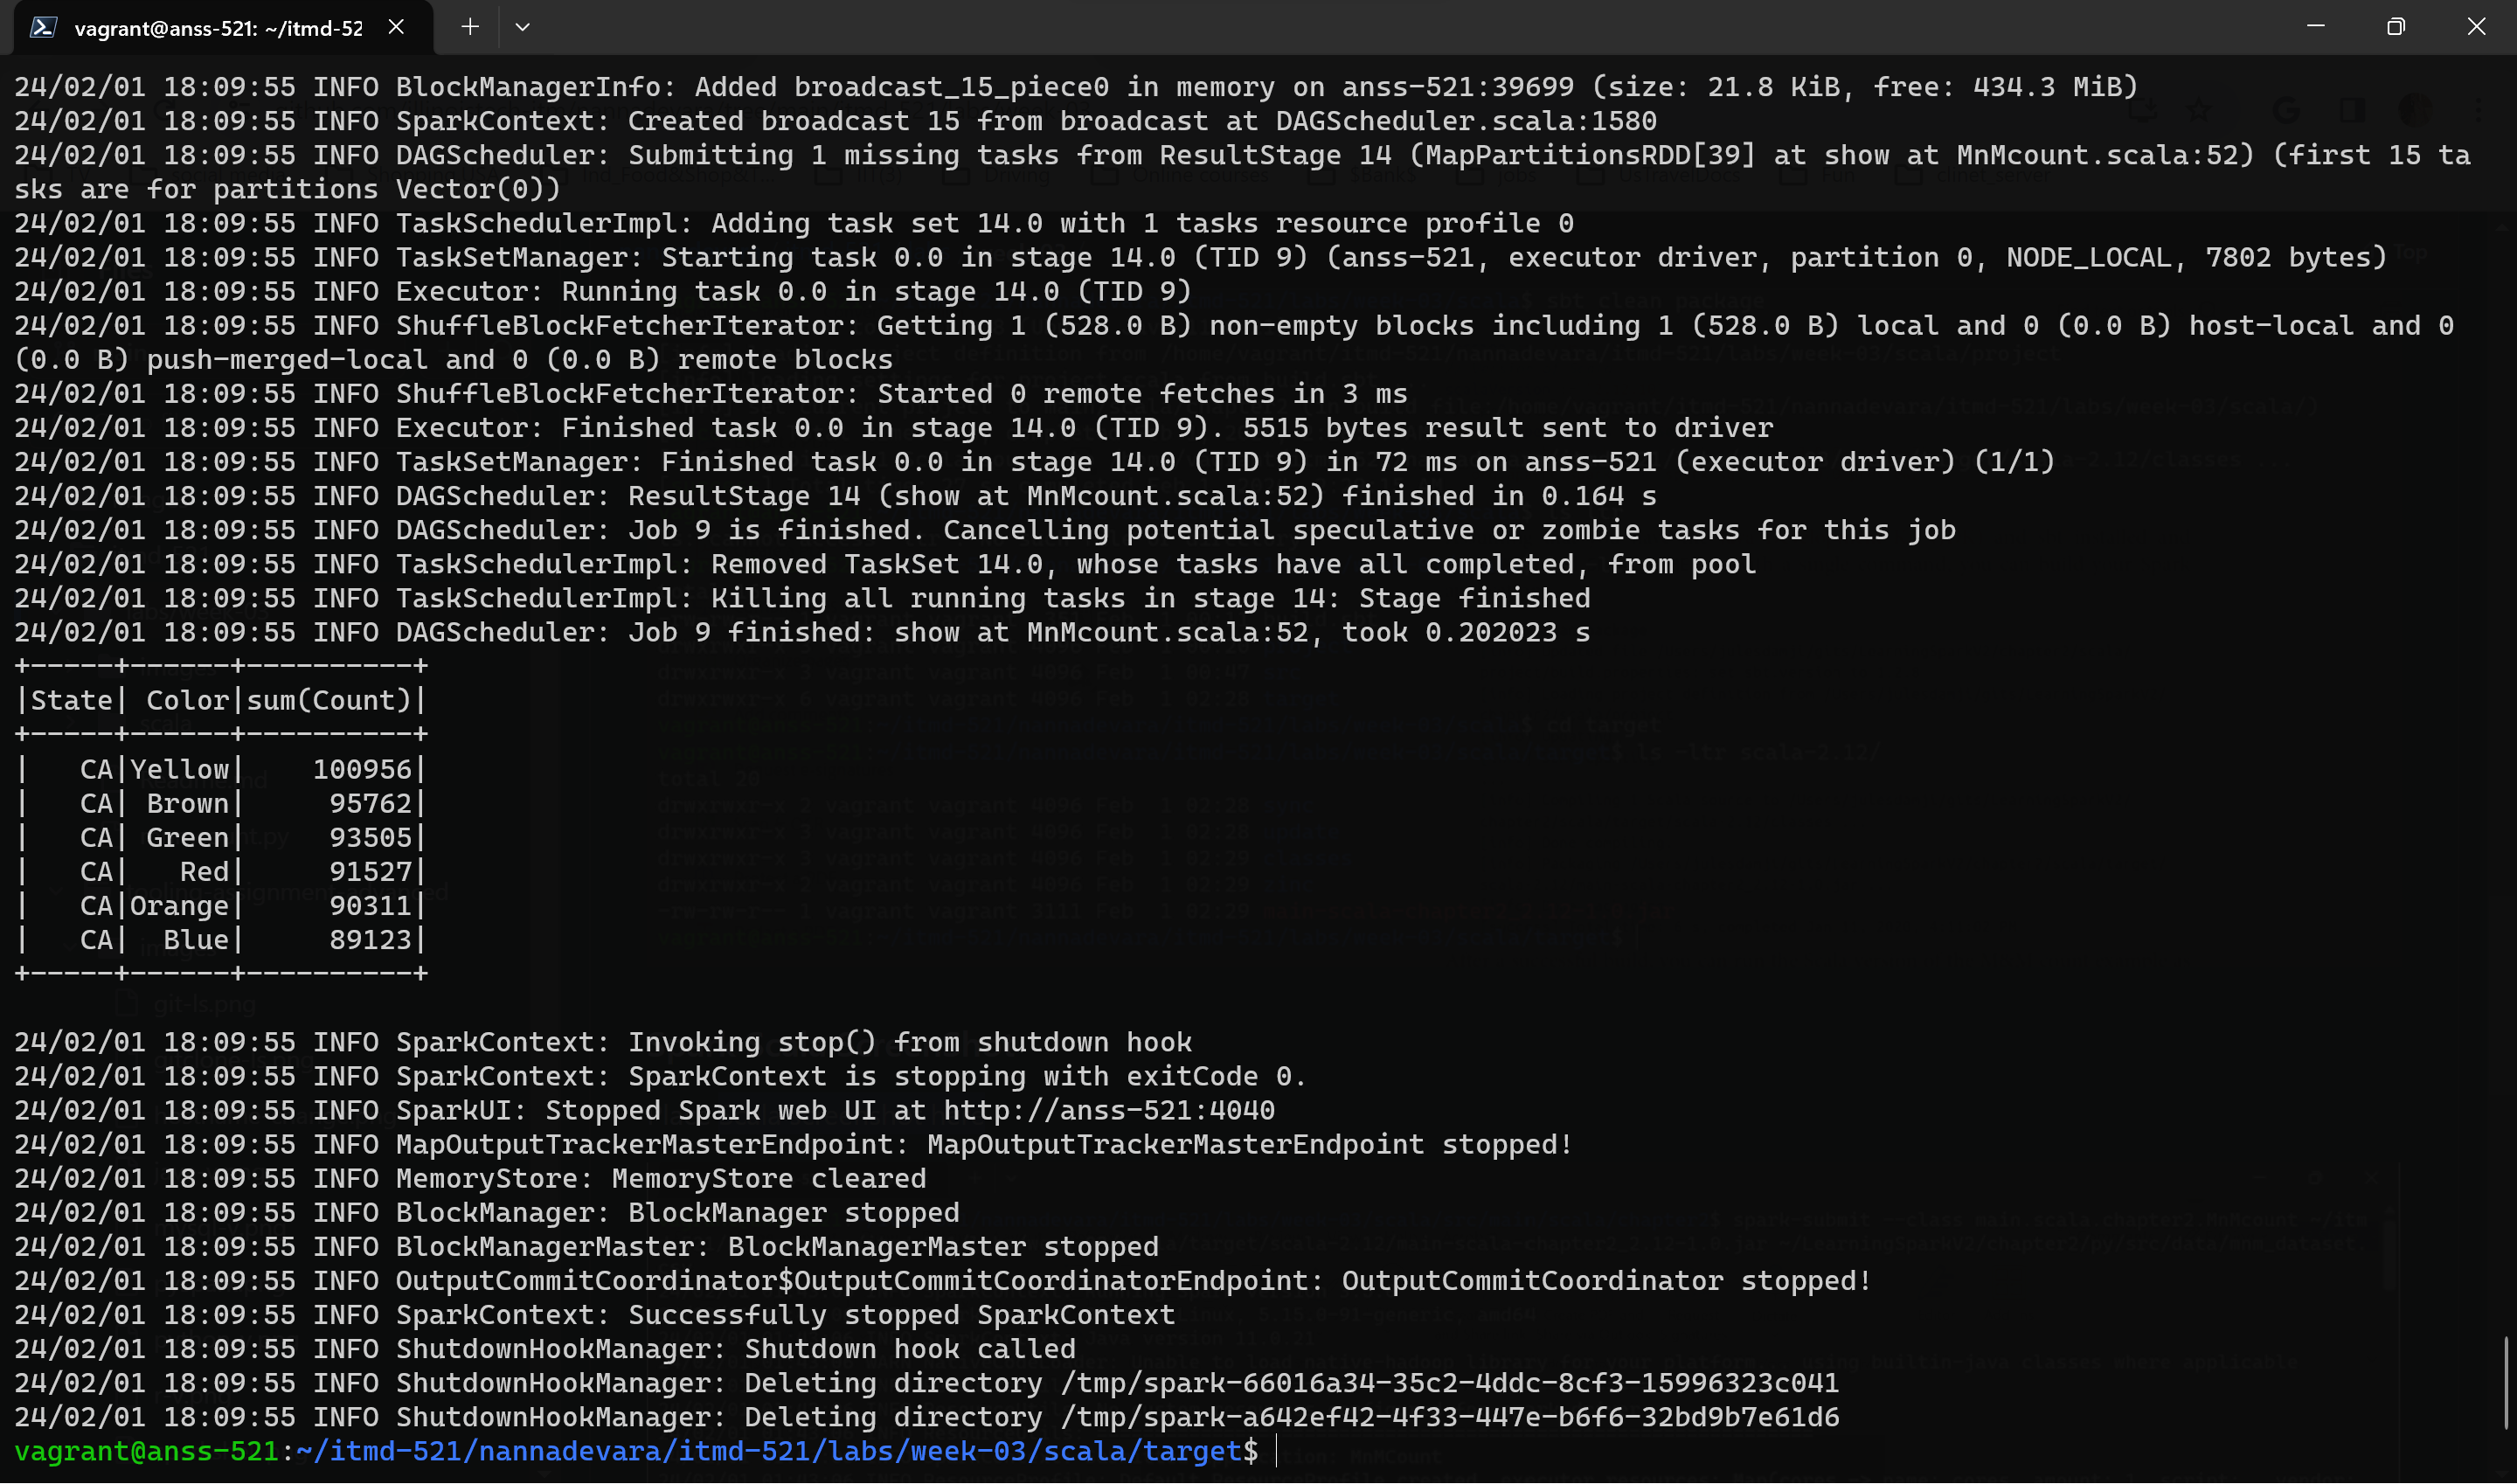 vagrant@anss-521: ~/itmd-52
24/02/01 18:09:55 INFO BlockManagerInfo: Added broadcast_15_piece0 in memory on anss-521:39699 (size: 21.8 KiB, free: 434.3 MiB)
24/02/01 18:09:55 INFO SparkContext: Created broadcast 15 from broadcast at DAGScheduler.scala:1580
24/02/01 18:09:55 INFO DAGScheduler: Submitting 1 missing tasks from ResultStage 14 (MapPartitionsRDD[39] at show at MnMcount.scala:52) (first 15 ta
sks are for partitions Vector(0))
24/02/01 18:09:55 INFO TaskSchedulerImpl: Adding task set 14.0 with 1 tasks resource profile 0
24/02/01 18:09:55 INFO TaskSetManager: Starting task 0.0 in stage 14.0 (TID 9) (anss-521, executor driver, partition 0, NODE_LOCAL, 7802 bytes)
24/02/01 18:09:55 INFO Executor: Running task 0.0 in stage 14.0 (TID 9)
24/02/01 18:09:55 INFO ShuffleBlockFetcherIterator: Getting 1 (528.0 B) non-empty blocks including 1 (528.0 B) local and 0 (0.0 B) host-local and 0
(0.0 B) push-merged-local and 0 (0.0 B) remote blocks
24/02/01 18:09:55 INFO ShuffleBlockFetcherIterator: Started 0 remote fetches in 3 ms
24/02/01 18:09:55 INFO Executor: Finished task 0.0 in stage 14.0 (TID 9). 5515 bytes result sent to driver
24/02/01 18:09:55 INFO TaskSetManager: Finished task 0.0 in stage 14.0 (TID 9) in 72 ms on anss-521 (executor driver) (1/1)
24/02/01 18:09:55 INFO DAGScheduler: ResultStage 14 (show at MnMcount.scala:52) finished in 0.164 s
24/02/01 18:09:55 INFO DAGScheduler: Job 9 is finished. Cancelling potential speculative or zombie tasks for this job
24/02/01 18:09:55 INFO TaskSchedulerImpl: Removed TaskSet 14.0, whose tasks have all completed, from pool
24/02/01 18:09:55 INFO TaskSchedulerImpl: Killing all running tasks in stage 14: Stage finished
24/02/01 18:09:55 INFO DAGScheduler: Job 9 finished: show at MnMcount.scala:52, took 0.202023 s
+-----+------+----------+
|State| Color|sum(Count)|
+-----+------+----------+
|   CA|Yellow|    100956|
|   CA| Brown|     95762|
|   CA| Green|     93505|
|   CA|   Red|     91527|
|   CA|Orange|     90311|
|   CA|  Blue|     89123|
+-----+------+----------+
24/02/01 18:09:55 INFO SparkContext: Invoking stop() from shutdown hook
24/02/01 18:09:55 INFO SparkContext: SparkContext is stopping with exitCode 0.
24/02/01 18:09:55 INFO SparkUI: Stopped Spark web UI at http://anss-521:4040
24/02/01 18:09:55 INFO MapOutputTrackerMasterEndpoint: MapOutputTrackerMasterEndpoint stopped!
24/02/01 18:09:55 INFO MemoryStore: MemoryStore cleared
24/02/01 18:09:55 INFO BlockManager: BlockManager stopped
24/02/01 18:09:55 INFO BlockManagerMaster: BlockManagerMaster stopped
24/02/01 18:09:55 INFO OutputCommitCoordinator$OutputCommitCoordinatorEndpoint: OutputCommitCoordinator stopped!
24/02/01 18:09:55 INFO SparkContext: Successfully stopped SparkContext
24/02/01 18:09:55 INFO ShutdownHookManager: Shutdown hook called
24/02/01 18:09:55 INFO ShutdownHookManager: Deleting directory /tmp/spark-66016a34-35c2-4ddc-8cf3-15996323c041
24/02/01 18:09:55 INFO ShutdownHookManager: Deleting directory /tmp/spark-a642ef42-4f33-447e-b6f6-32bd9b7e61d6
vagrant@anss-521:~/itmd-521/nannadevara/itmd-521/labs/week-03/scala/target$